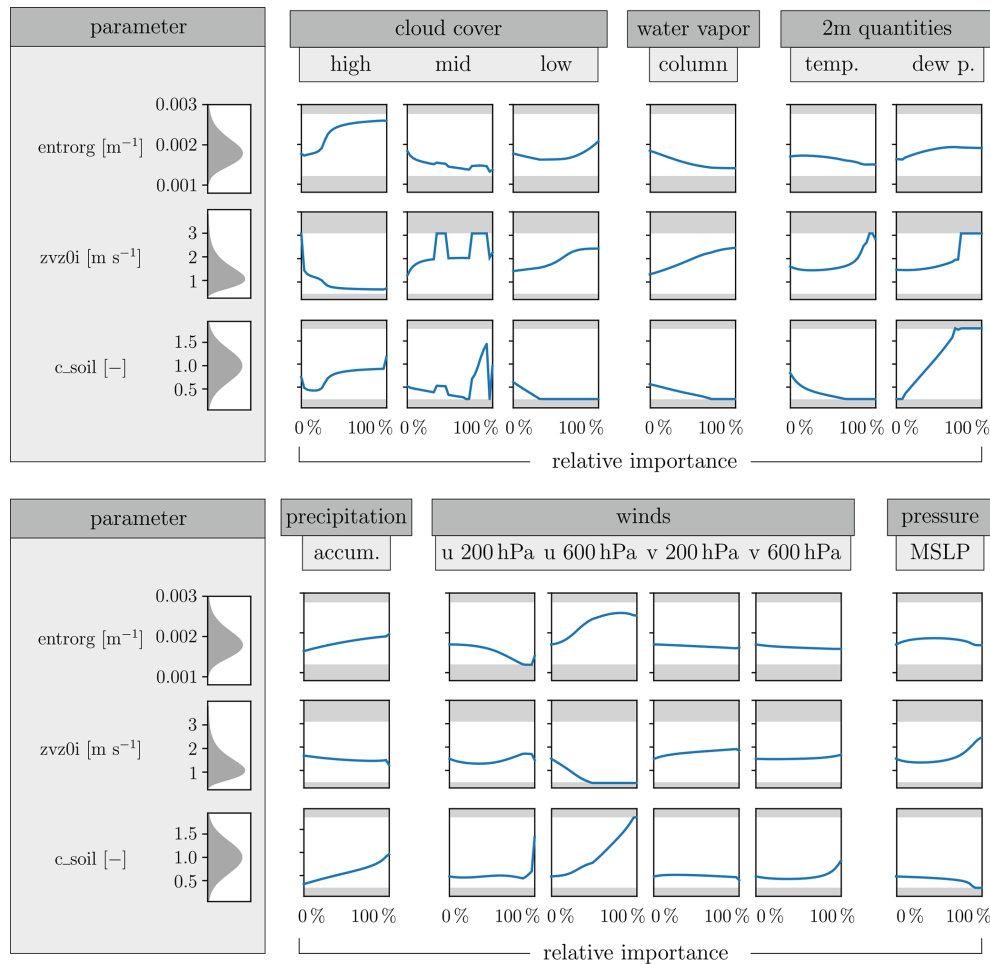 parameter cloud cover water vapor 2m quantities
high mid low column temp. dew p.
0.003
entrorg [m⁻¹] 0.002
0.001
3
zvz0i [m s⁻¹] 2
1
1.5
c_soil [−] 1.0
0.5
0 % 100 % 0 % 100 % 0 % 100 % 0 % 100 % 0 % 100 % 0 % 100 %
relative importance
parameter precipitation winds pressure
accum. u 200 hPa u 600 hPa v 200 hPa v 600 hPa MSLP
0.003
entrorg [m⁻¹] 0.002
0.001
3
zvz0i [m s⁻¹] 2
1
1.5
c_soil [−] 1.0
0.5
0 % 100 % 0 % 100 % 0 % 100 % 0 % 100 % 0 % 100 % 0 % 100 %
relative importance